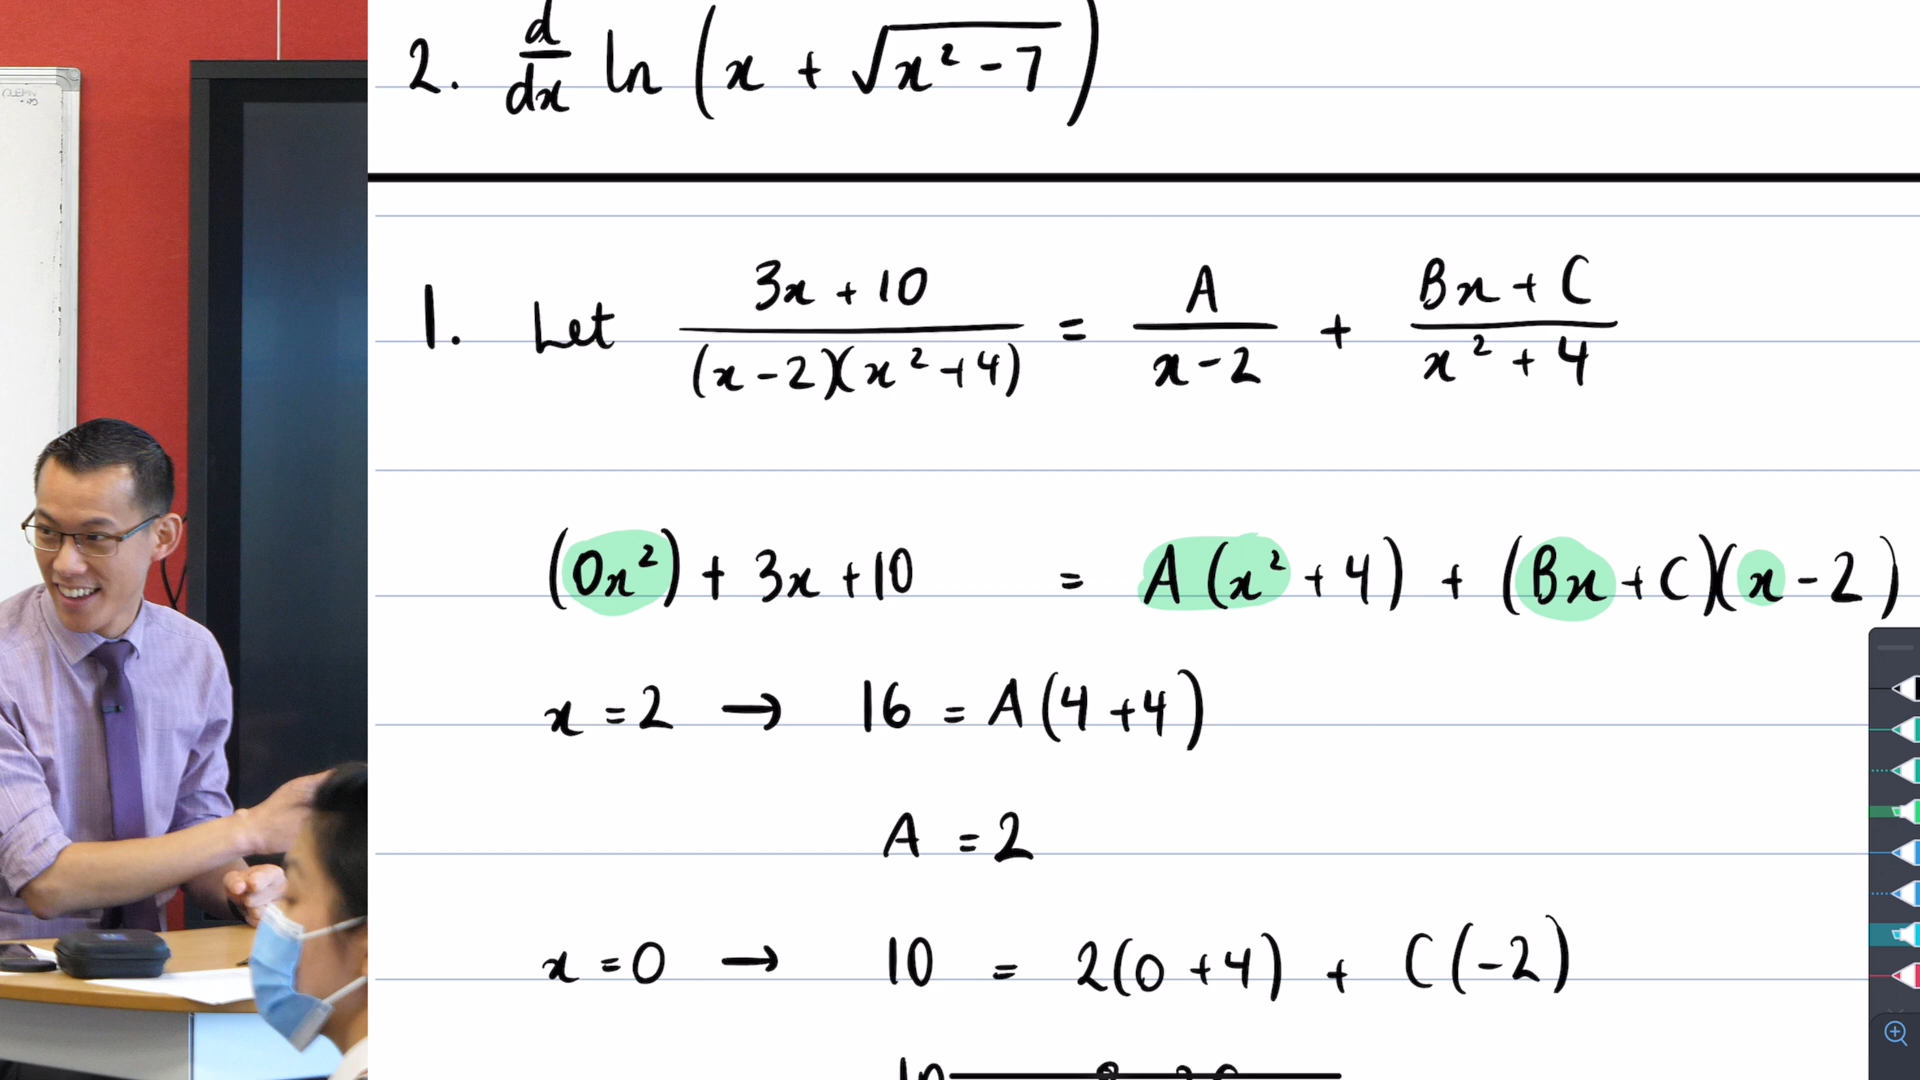 2. d/dx ln (x + √(x² - 7))
1. Let (3x + 10)/((x - 2)(x² + 4)) = A/(x - 2) + (Bx + C)/(x² + 4)
(0x²) + 3x + 10 = A(x² + 4) + (Bx + C)(x - 2)
x = 2 → 16 = A(4 + 4)
A = 2
x = 0 → 10 = 2(0 + 4) + C(-2)